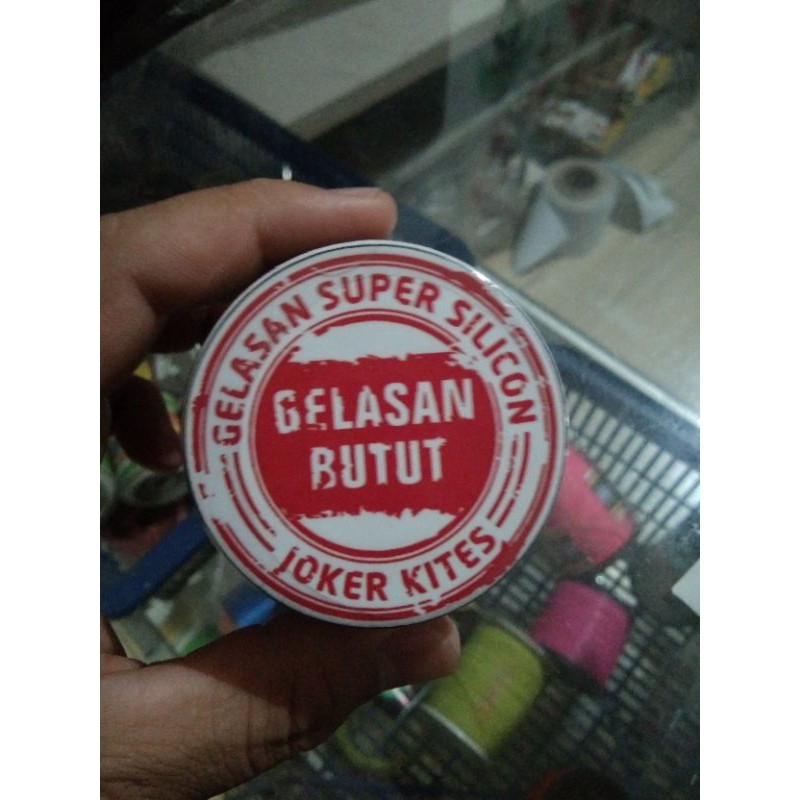 GELASAN SUPER SILICON
GELASAN
BUTUT
JOKER KITES